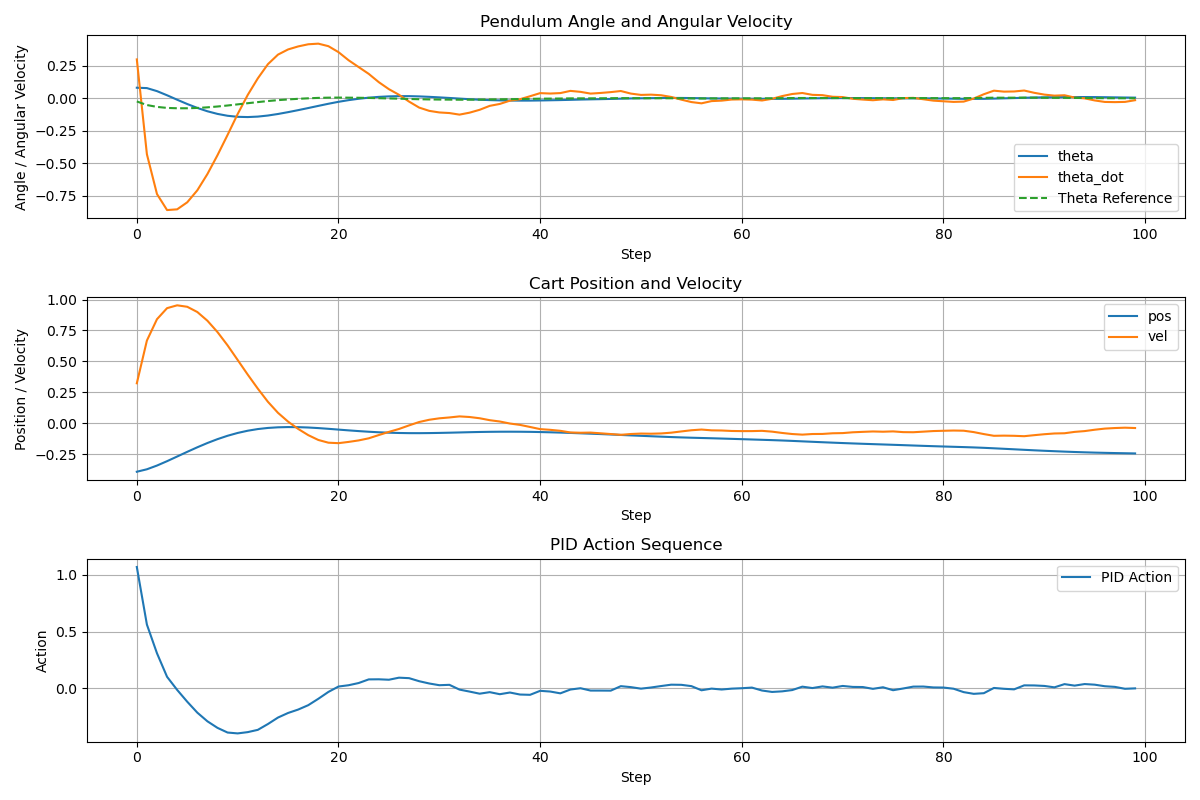 Pendulum Angle and Angular Velocity
Angle / Angular Velocity
0.25
0.00
−0.25
−0.50
−0.75
theta
theta_dot
Theta Reference
0 20 40 60 80 100
Step
Cart Position and Velocity
Position / Velocity
1.00
0.75
0.50
0.25
0.00
−0.25
pos
vel
0 20 40 60 80 100
Step
PID Action Sequence
Action
1.0
0.5
0.0
PID Action
0 20 40 60 80 100
Step